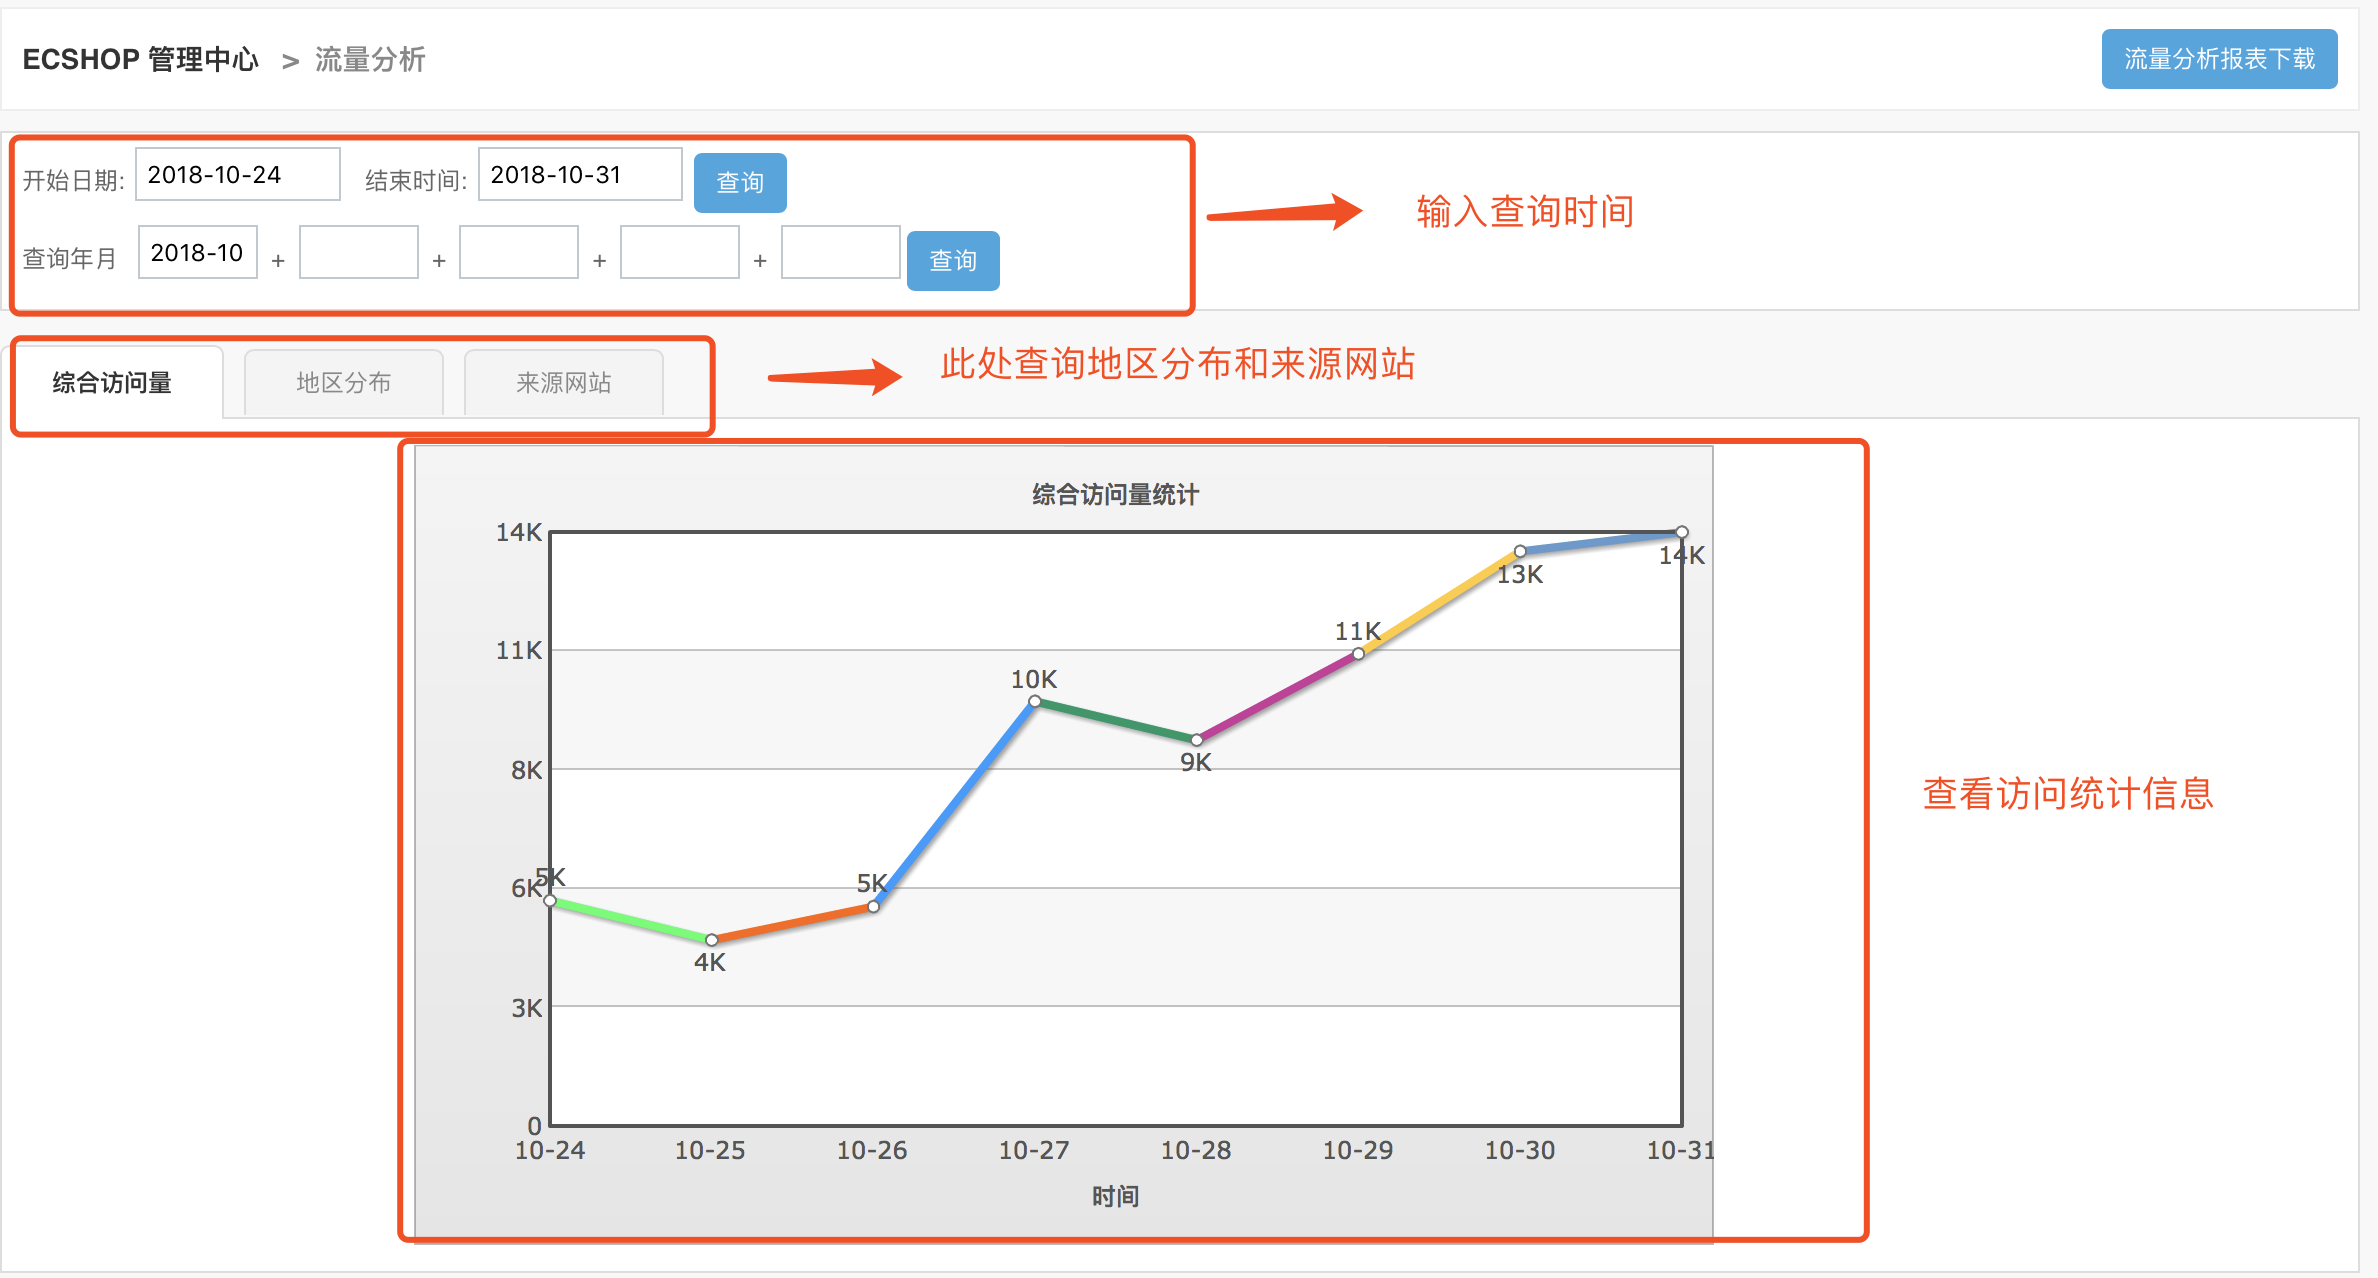 ECSHOP 管理中心 > 流量分析
流量分析报表下载
开始日期: 2018-10-24 结束时间: 2018-10-31 查询
查询年月 2018-10 + + + + 查询
输入查询时间
综合访问量 地区分布 来源网站
此处查询地区分布和来源网站
综合访问量统计
14K
11K
8K
6K
3K
0
5K
4K
5K
10K
9K
11K
13K
14K
10-24 10-25 10-26 10-27 10-28 10-29 10-30 10-31
时间
查看访问统计信息